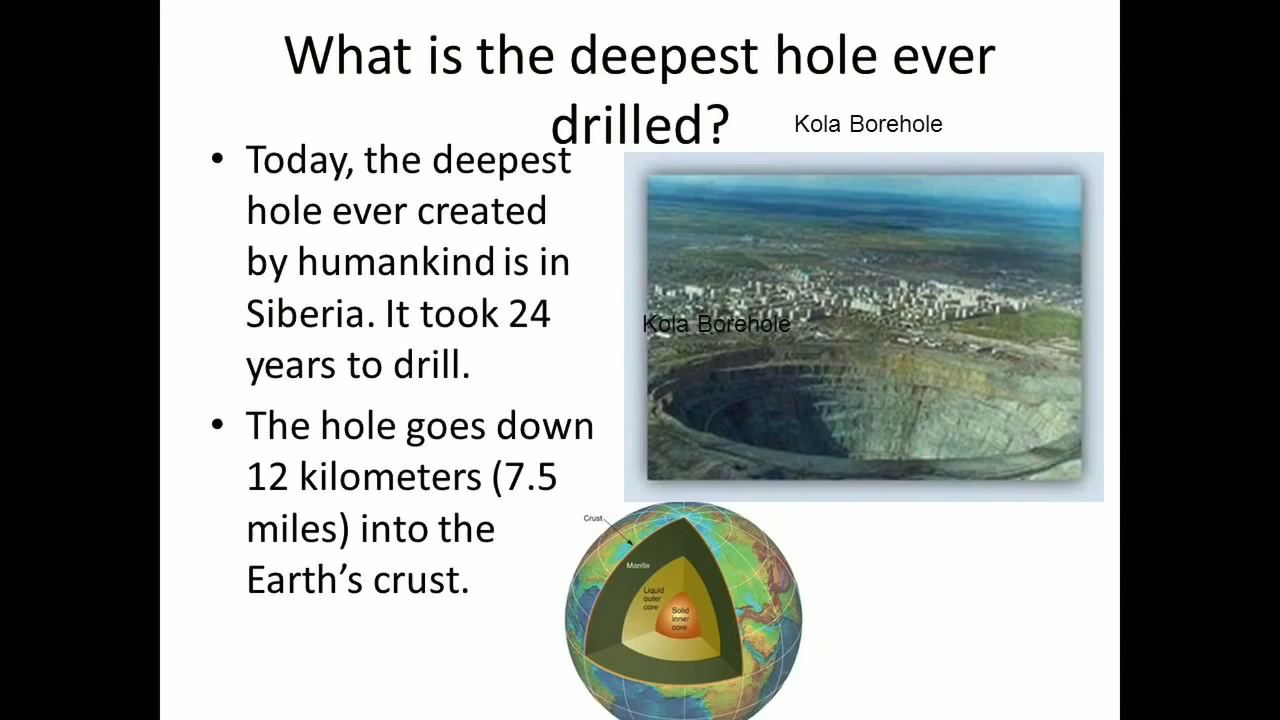 What is the deepest hole ever
drilled?
Kola Borehole
• Today, the deepest
hole ever created
by humankind is in
Siberia. It took 24
years to drill.
• The hole goes down
12 kilometers (7.5
miles) into the
Earth’s crust.
Kola Borehole
Crust
Mantle
Liquid
outer
core
Solid
inner
core